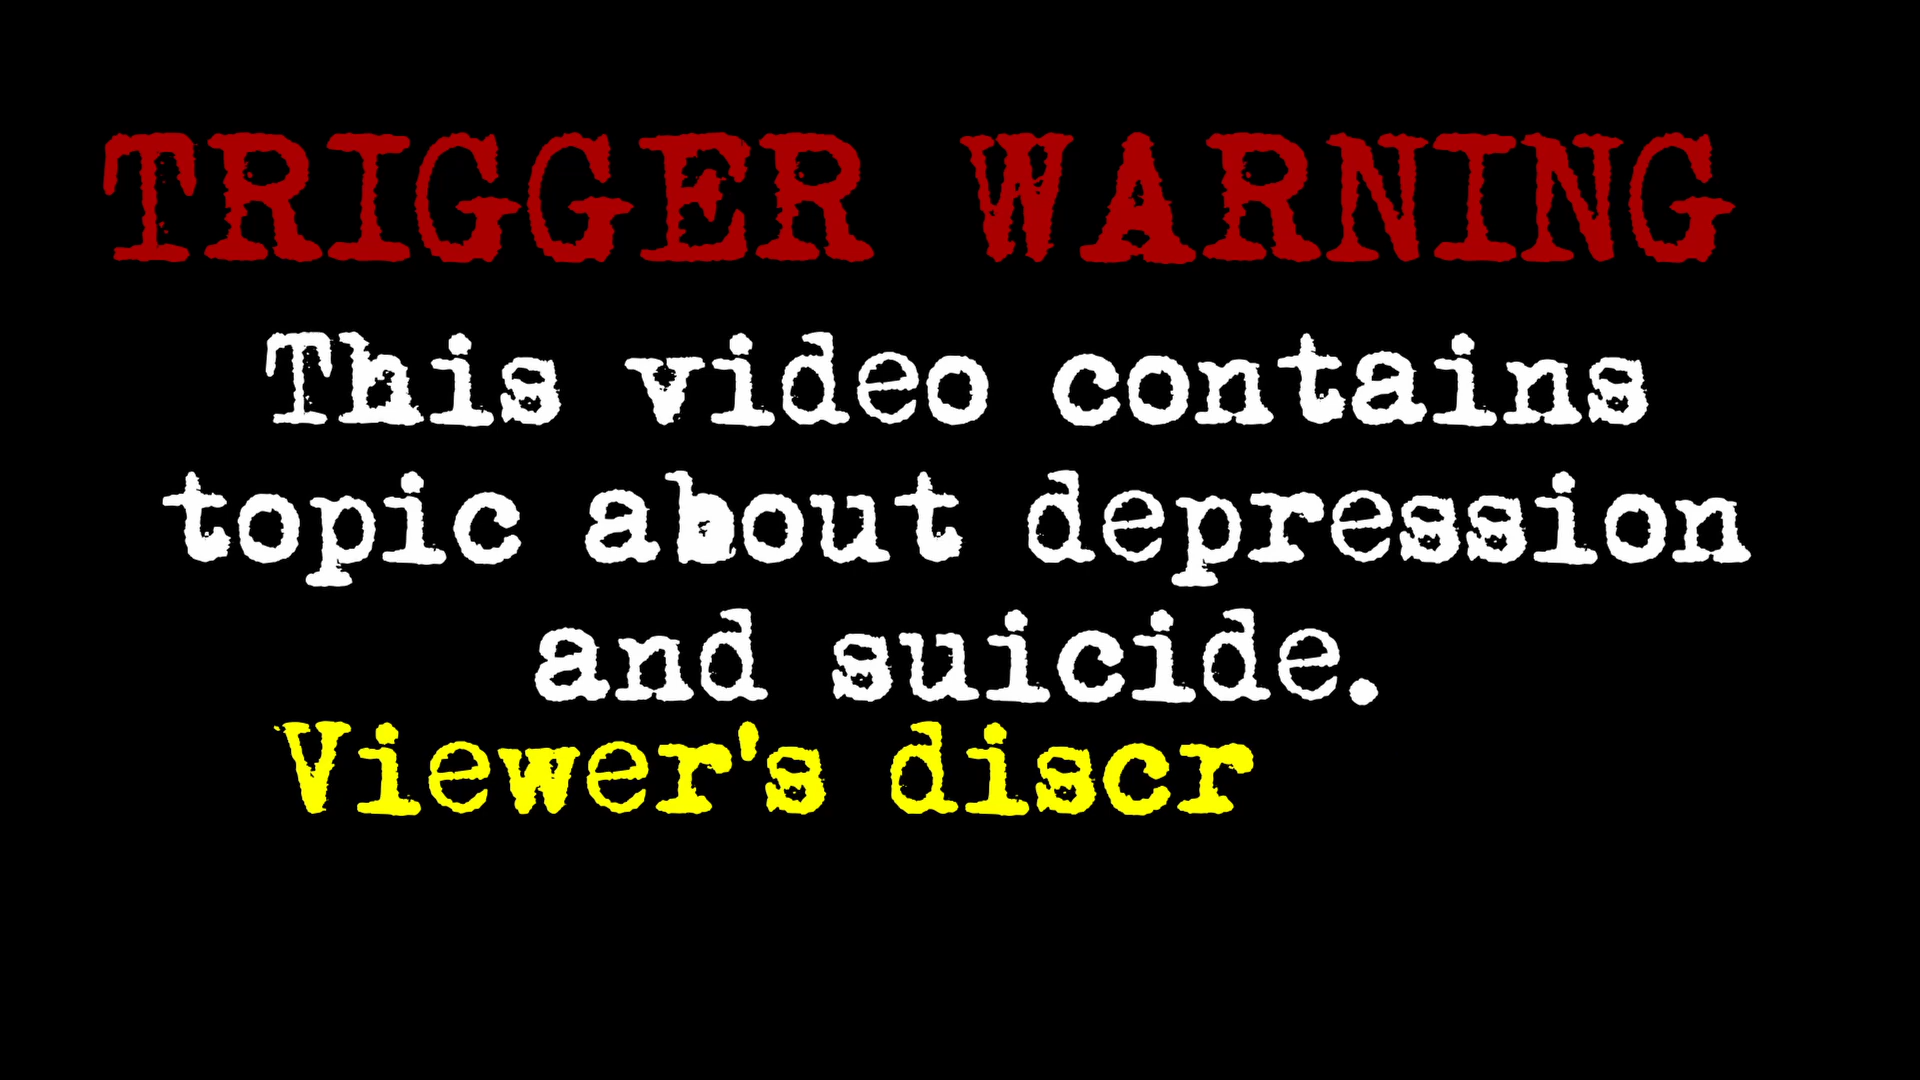 TRIGGER WARNING
This video contains
topic about depression
and suicide.
Viewer's discr